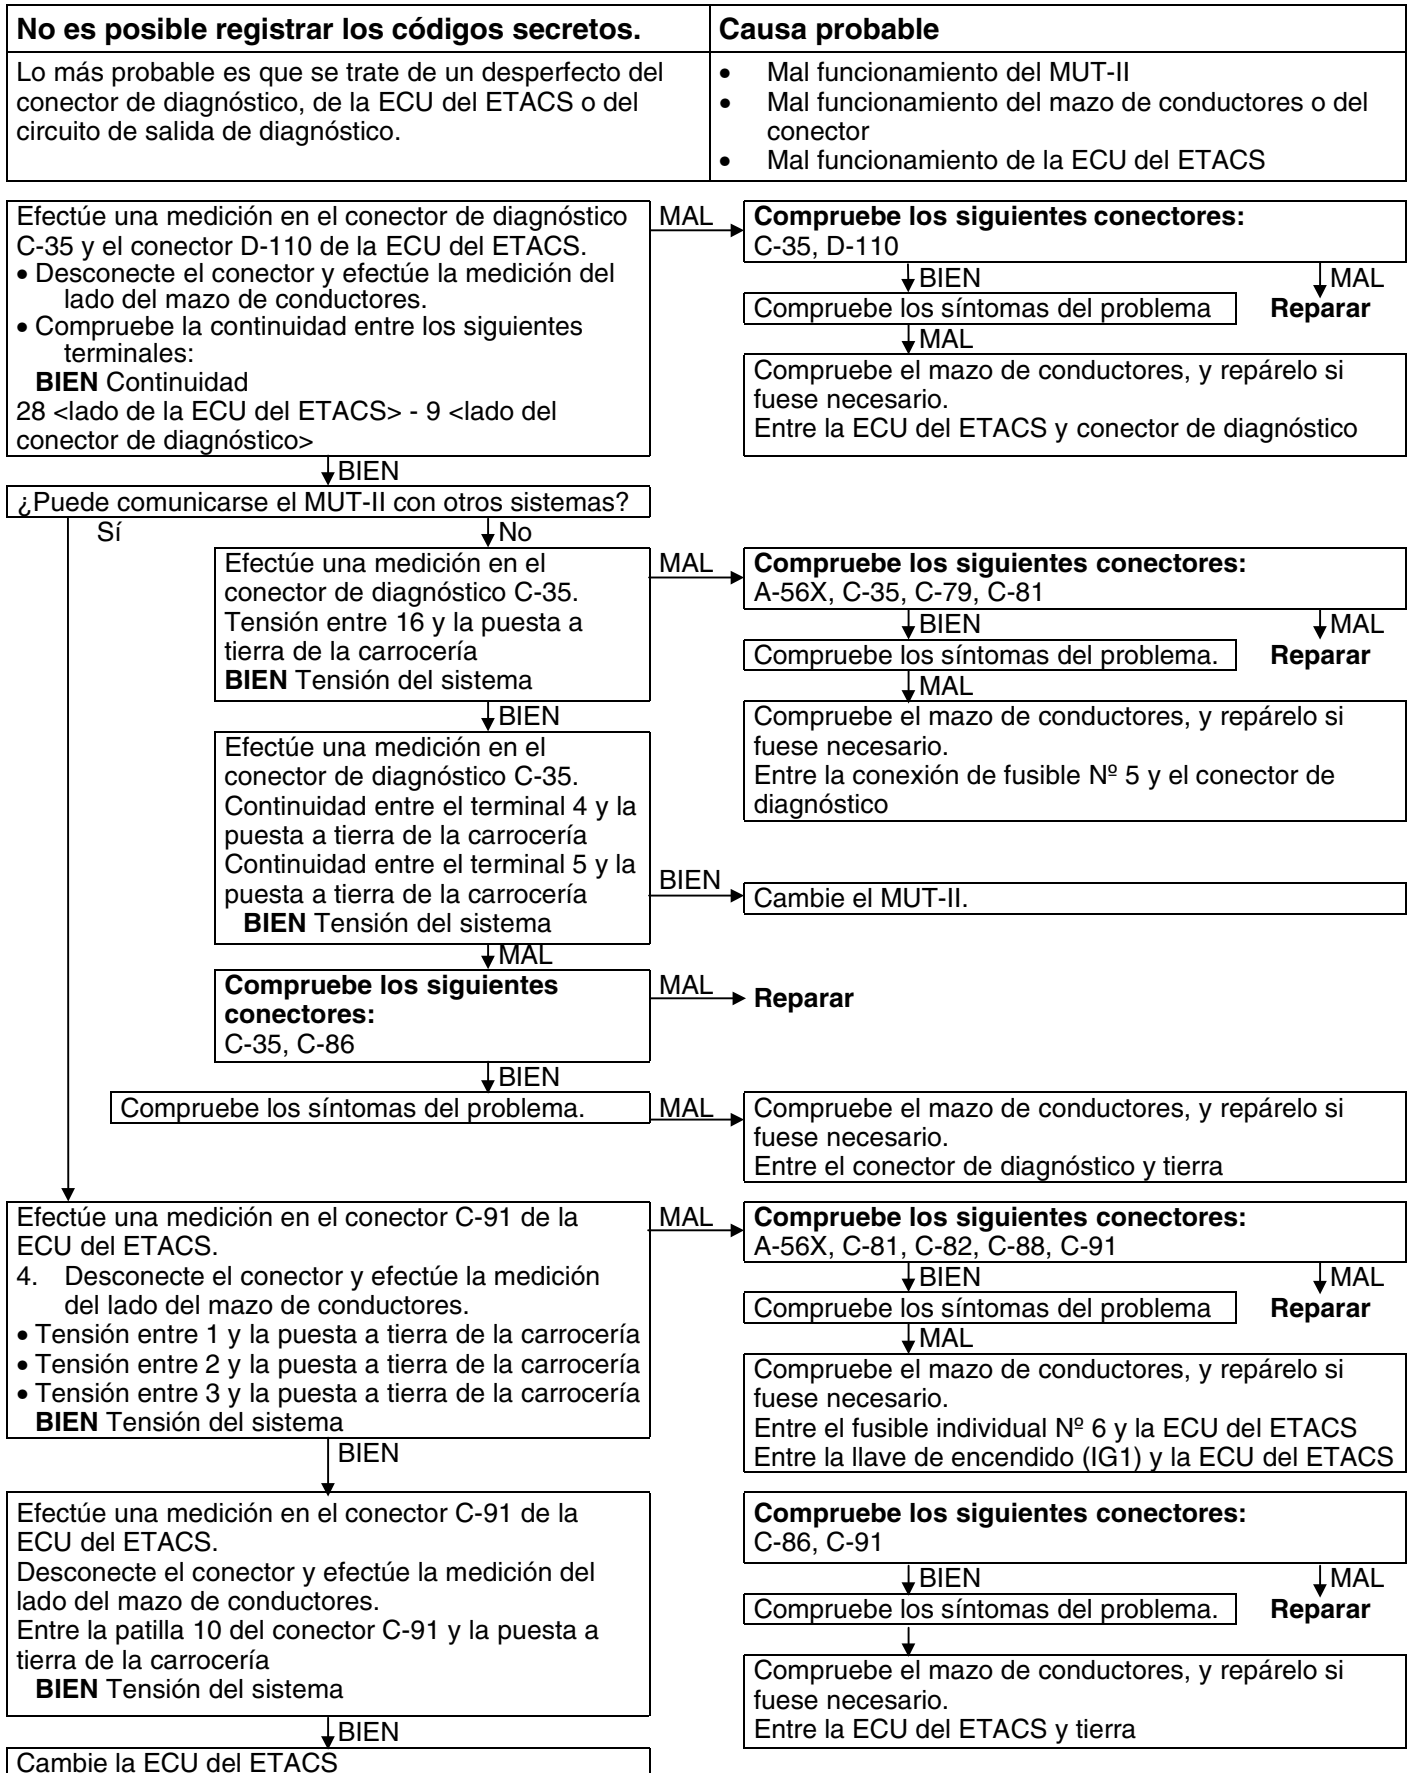 No es posible registrar los códigos secretos.
Causa probable
Lo más probable es que se trate de un desperfecto del
conector de diagnóstico, de la ECU del ETACS o del
circuito de salida de diagnóstico.
• Mal funcionamiento del MUT-II
• Mal funcionamiento del mazo de conductores o del
conector
• Mal funcionamiento de la ECU del ETACS
Efectúe una medición en el conector de diagnóstico
C-35 y el conector D-110 de la ECU del ETACS.
• Desconecte el conector y efectúe la medición del
lado del mazo de conductores.
• Compruebe la continuidad entre los siguientes
terminales:
BIEN Continuidad
28 <lado de la ECU del ETACS> - 9 <lado del
conector de diagnóstico>
MAL
Compruebe los siguientes conectores:
C-35, D-110
BIEN
MAL
Compruebe los síntomas del problema
Reparar
MAL
Compruebe el mazo de conductores, y repárelo si
fuese necesario.
Entre la ECU del ETACS y conector de diagnóstico
BIEN
¿Puede comunicarse el MUT-II con otros sistemas?
Sí
No
Efectúe una medición en el
conector de diagnóstico C-35.
Tensión entre 16 y la puesta a
tierra de la carrocería
BIEN Tensión del sistema
MAL
Compruebe los siguientes conectores:
A-56X, C-35, C-79, C-81
BIEN
MAL
Compruebe los síntomas del problema.
Reparar
MAL
Compruebe el mazo de conductores, y repárelo si
fuese necesario.
Entre la conexión de fusible Nº 5 y el conector de
diagnóstico
BIEN
Efectúe una medición en el
conector de diagnóstico C-35.
Continuidad entre el terminal 4 y la
puesta a tierra de la carrocería
Continuidad entre el terminal 5 y la
puesta a tierra de la carrocería
BIEN Tensión del sistema
BIEN
Cambie el MUT-II.
MAL
Compruebe los siguientes
conectores:
C-35, C-86
MAL
Reparar
BIEN
Compruebe los síntomas del problema.
MAL
Compruebe el mazo de conductores, y repárelo si
fuese necesario.
Entre el conector de diagnóstico y tierra
Efectúe una medición en el conector C-91 de la
ECU del ETACS.
4. Desconecte el conector y efectúe la medición
del lado del mazo de conductores.
• Tensión entre 1 y la puesta a tierra de la carrocería
• Tensión entre 2 y la puesta a tierra de la carrocería
• Tensión entre 3 y la puesta a tierra de la carrocería
BIEN Tensión del sistema
MAL
Compruebe los siguientes conectores:
A-56X, C-81, C-82, C-88, C-91
BIEN
MAL
Compruebe los síntomas del problema
Reparar
MAL
Compruebe el mazo de conductores, y repárelo si
fuese necesario.
Entre el fusible individual Nº 6 y la ECU del ETACS
Entre la llave de encendido (IG1) y la ECU del ETACS
BIEN
Efectúe una medición en el conector C-91 de la
ECU del ETACS.
Desconecte el conector y efectúe la medición del
lado del mazo de conductores.
Entre la patilla 10 del conector C-91 y la puesta a
tierra de la carrocería
BIEN Tensión del sistema
Compruebe los siguientes conectores:
C-86, C-91
BIEN
MAL
Compruebe los síntomas del problema.
Reparar
Compruebe el mazo de conductores, y repárelo si
fuese necesario.
Entre la ECU del ETACS y tierra
BIEN
Cambie la ECU del ETACS